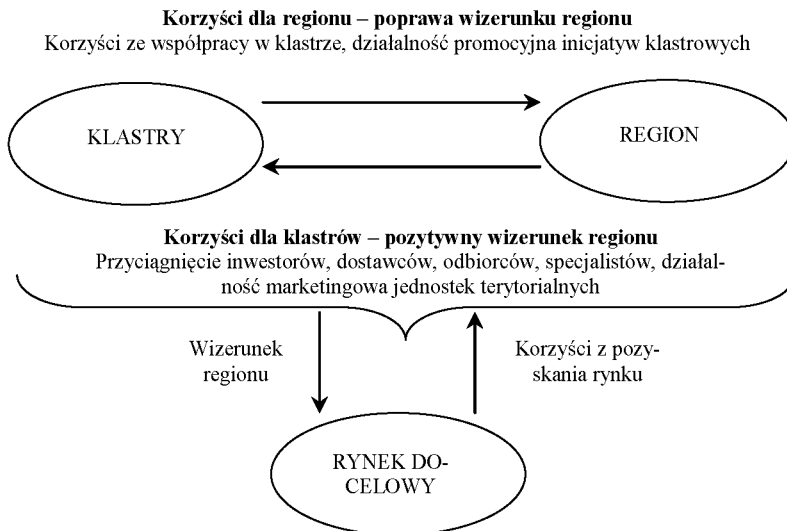 Korzyści dla regionu – poprawa wizerunku regionu
Korzyści ze współpracy w klastrze, działalność promocyjna inicjatyw klastrowych
KLASTRY
REGION
Korzyści dla klastrów – pozytywny wizerunek regionu
Przyciągnięcie inwestorów, dostawców, odbiorców, specjalistów, działal-
ność marketingowa jednostek terytorialnych
Wizerunek
regionu
Korzyści z pozy-
skania rynku
RYNEK DO-
CELOWY